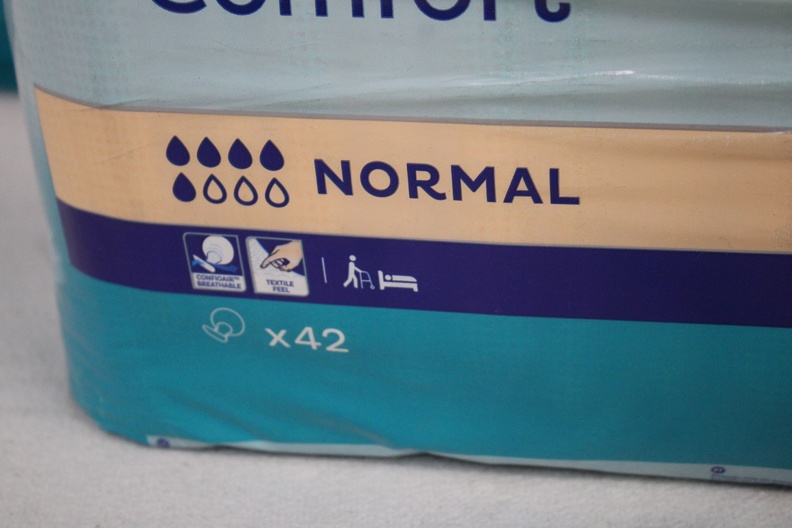 Comfort
NORMAL
CONFIOAIR™
BREATHABLE
TEXTILE
FEEL
x42